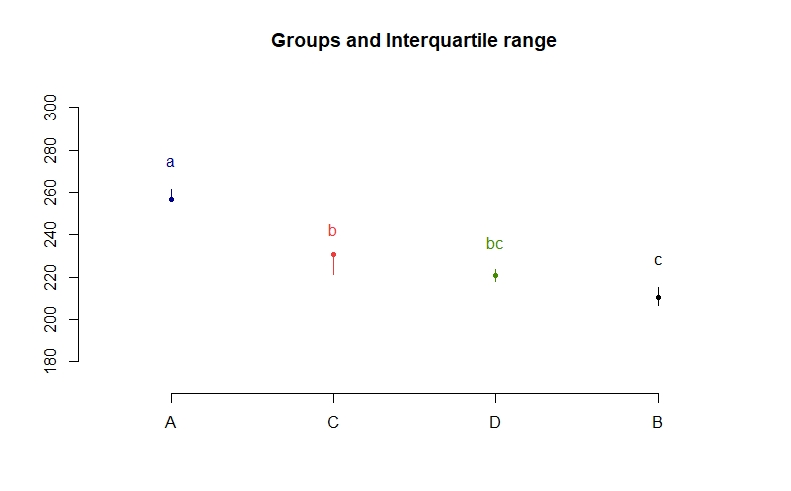 Groups and Interquartile range
300
280
260
240
220
200
180
a
b
bc
c
A C D B